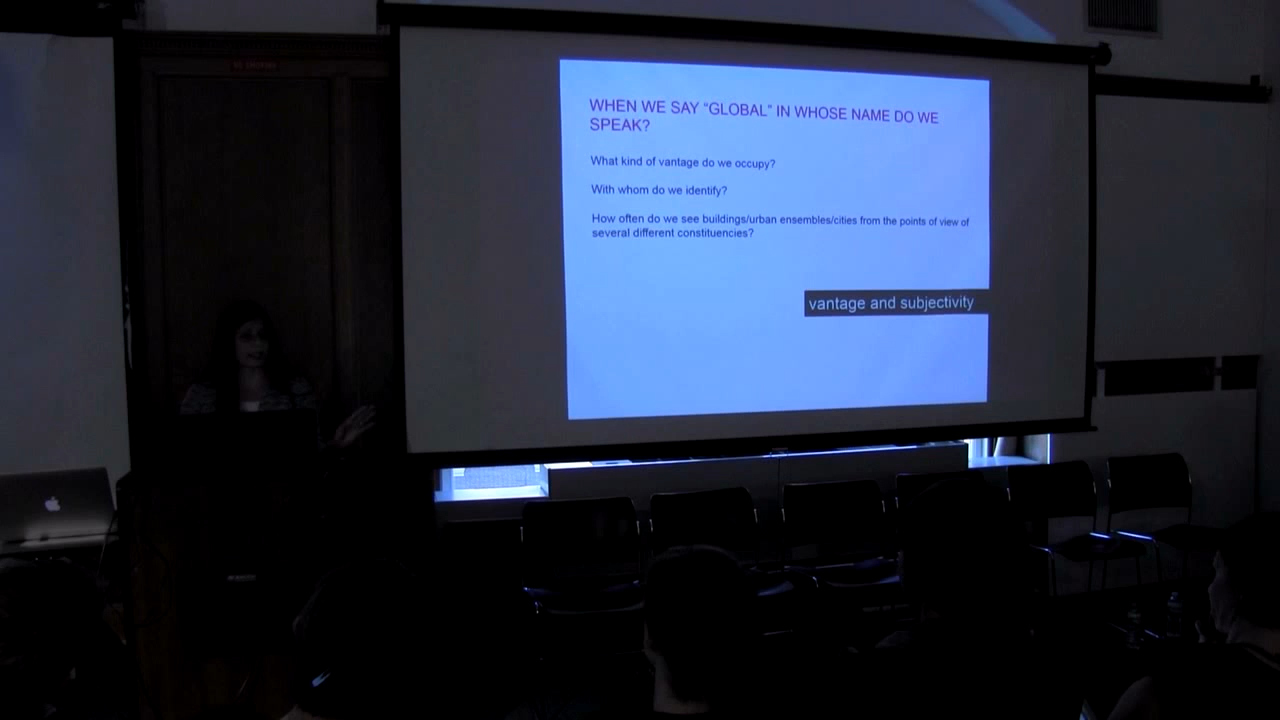 NO SMOKING
WHEN WE SAY “GLOBAL” IN WHOSE NAME DO WE
SPEAK?
What kind of vantage do we occupy?
With whom do we identify?
How often do we see buildings/urban ensembles/cities from the points of view of
several different constituencies?
vantage and subjectivity